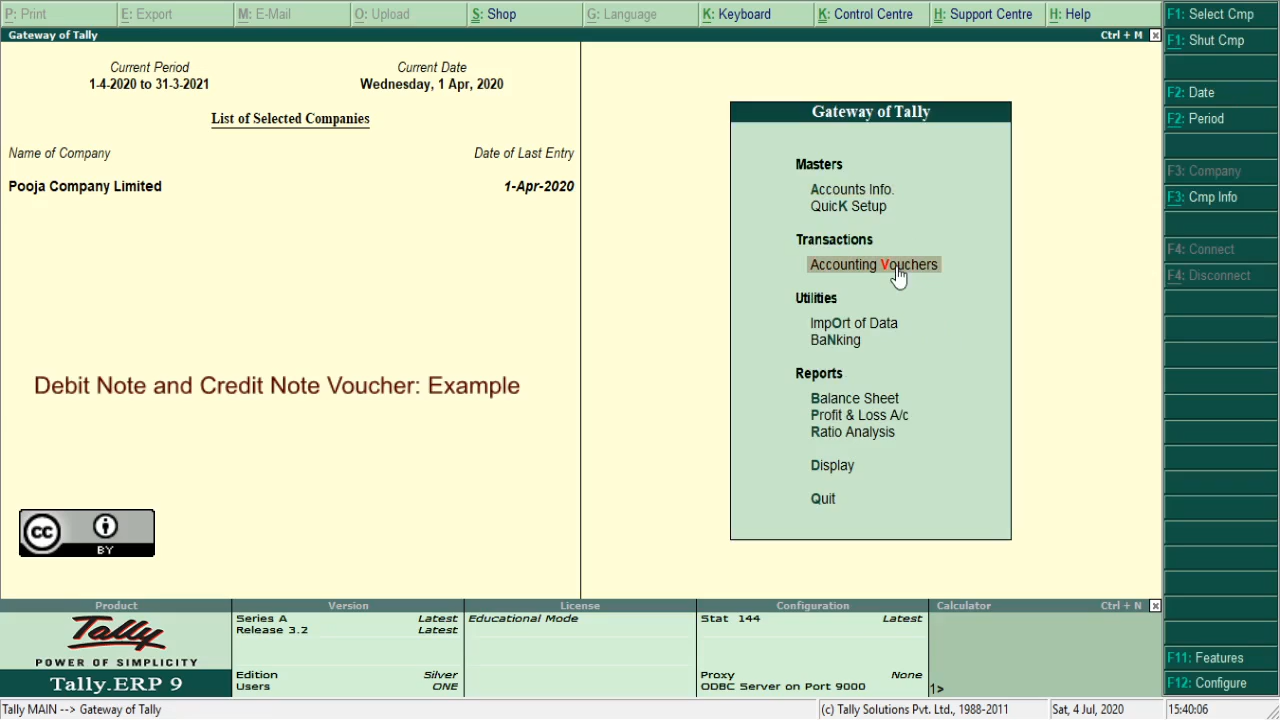 P: Print E: Export M: E-Mail O: Upload S: Shop G: Language K: Keyboard K: Control Centre H: Support Centre H: Help
Gateway of Tally Ctrl + M x
Current Period Current Date
1-4-2020 to 31-3-2021 Wednesday, 1 Apr, 2020
List of Selected Companies
Name of Company Date of Last Entry
Pooja Company Limited 1-Apr-2020
Debit Note and Credit Note Voucher: Example
cc
BY
Gateway of Tally
Masters
Accounts Info.
QuicK Setup
Transactions
Accounting Vouchers
Utilities
ImpOrt of Data
BaNking
Reports
Balance Sheet
Profit & Loss A/c
Ratio Analysis
Display
Quit
F1: Select Cmp
F1: Shut Cmp
F2: Date
F2: Period
F3: Company
F3: Cmp Info
F4: Connect
F4: Disconnect
F11: Features
F12: Configure
Product Version License Configuration Calculator Ctrl + N x
Tally
POWER OF SIMPLICITY
Tally.ERP 9
Series A Latest
Release 3.2 Latest
Edition Silver
Users ONE
Educational Mode
Stat 144 Latest
Proxy None
ODBC Server on Port 9000
1>
Tally MAIN --> Gateway of Tally (c) Tally Solutions Pvt. Ltd., 1988-2011 Sat, 4 Jul, 2020 15:40:06